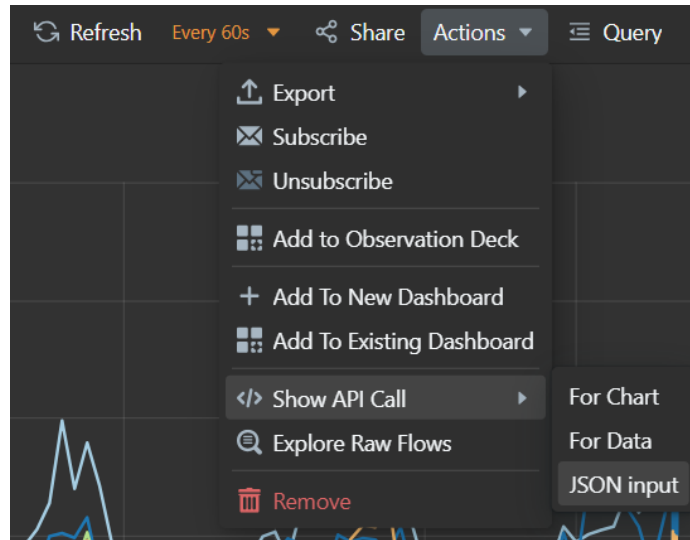 Refresh Every 60s Share Actions Query
Export
Subscribe
Unsubscribe
Add to Observation Deck
Add To New Dashboard
Add To Existing Dashboard
Show API Call
Explore Raw Flows
Remove
For Chart
For Data
JSON input